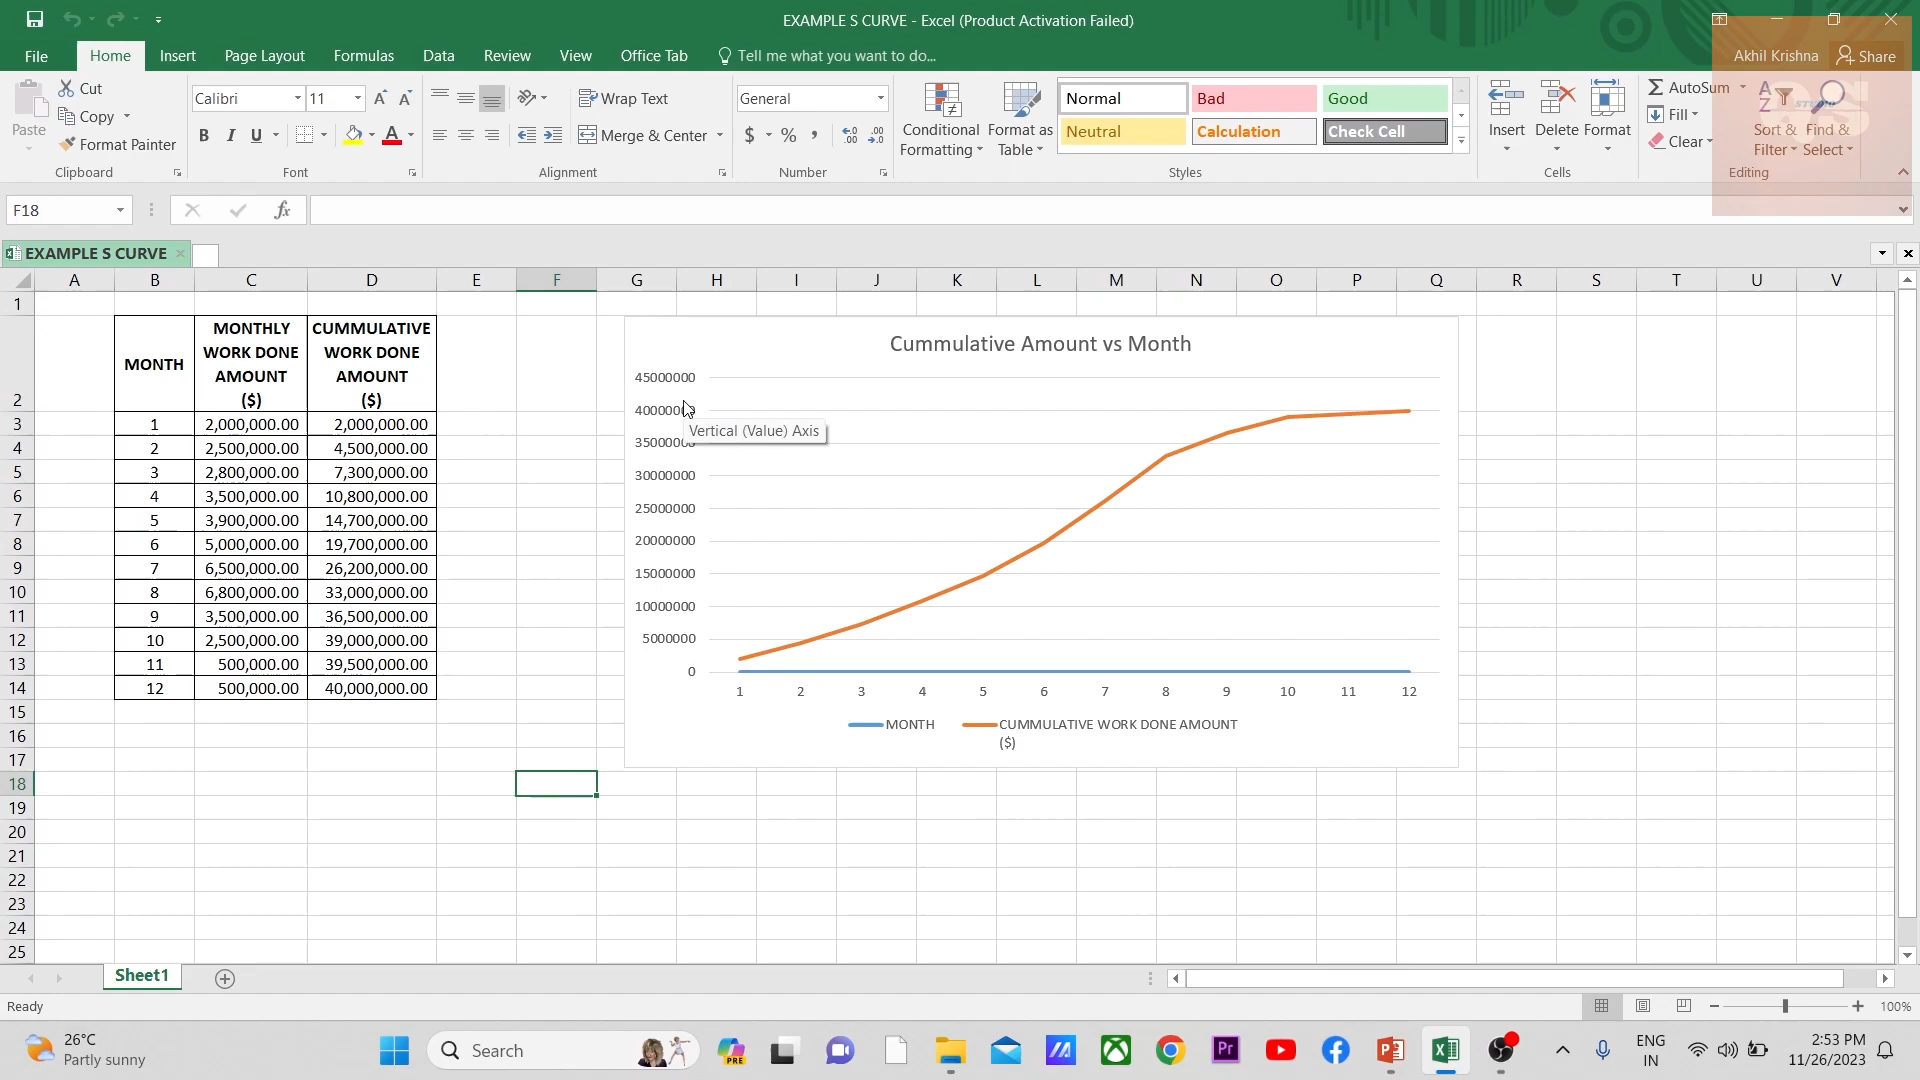 EXAMPLE S CURVE - Excel (Product Activation Failed)
File Home Insert Page Layout Formulas Data Review View Office Tab Tell me what you want to do... Akhil Krishna Share
Paste
Cut
Copy
Format Painter
Clipboard
Calibri 11
B I U
Font
Wrap Text
Merge & Center
Alignment
General
$ % ,
Number
Conditional
Formatting
Format as
Table
Normal Bad Good
Neutral Calculation Check Cell
Styles
Insert Delete Format
Cells
AutoSum
Fill
Clear
Sort &
Filter
Find &
Select
Editing
STUDIO
F18 fx
EXAMPLE S CURVE
A B C D E F G H I J K L M N O P Q R S T U V
1
2
MONTH
MONTHLY
WORK DONE
AMOUNT
($)
CUMMULATIVE
WORK DONE
AMOUNT
($)
3 1 2,000,000.00 2,000,000.00
4 2 2,500,000.00 4,500,000.00
5 3 2,800,000.00 7,300,000.00
6 4 3,500,000.00 10,800,000.00
7 5 3,900,000.00 14,700,000.00
8 6 5,000,000.00 19,700,000.00
9 7 6,500,000.00 26,200,000.00
10 8 6,800,000.00 33,000,000.00
11 9 3,500,000.00 36,500,000.00
12 10 2,500,000.00 39,000,000.00
13 11 500,000.00 39,500,000.00
14 12 500,000.00 40,000,000.00
15
16
17
18
19
20
21
22
23
24
25
Cummulative Amount vs Month
45000000
40000000
Vertical (Value) Axis
35000000
30000000
25000000
20000000
15000000
10000000
5000000
0
1 2 3 4 5 6 7 8 9 10 11 12
MONTH CUMMULATIVE WORK DONE AMOUNT
($)
Sheet1
Ready 100%
26°C
Partly sunny
Search
PRE
Pr
ENG
IN
2:53 PM
11/26/2023